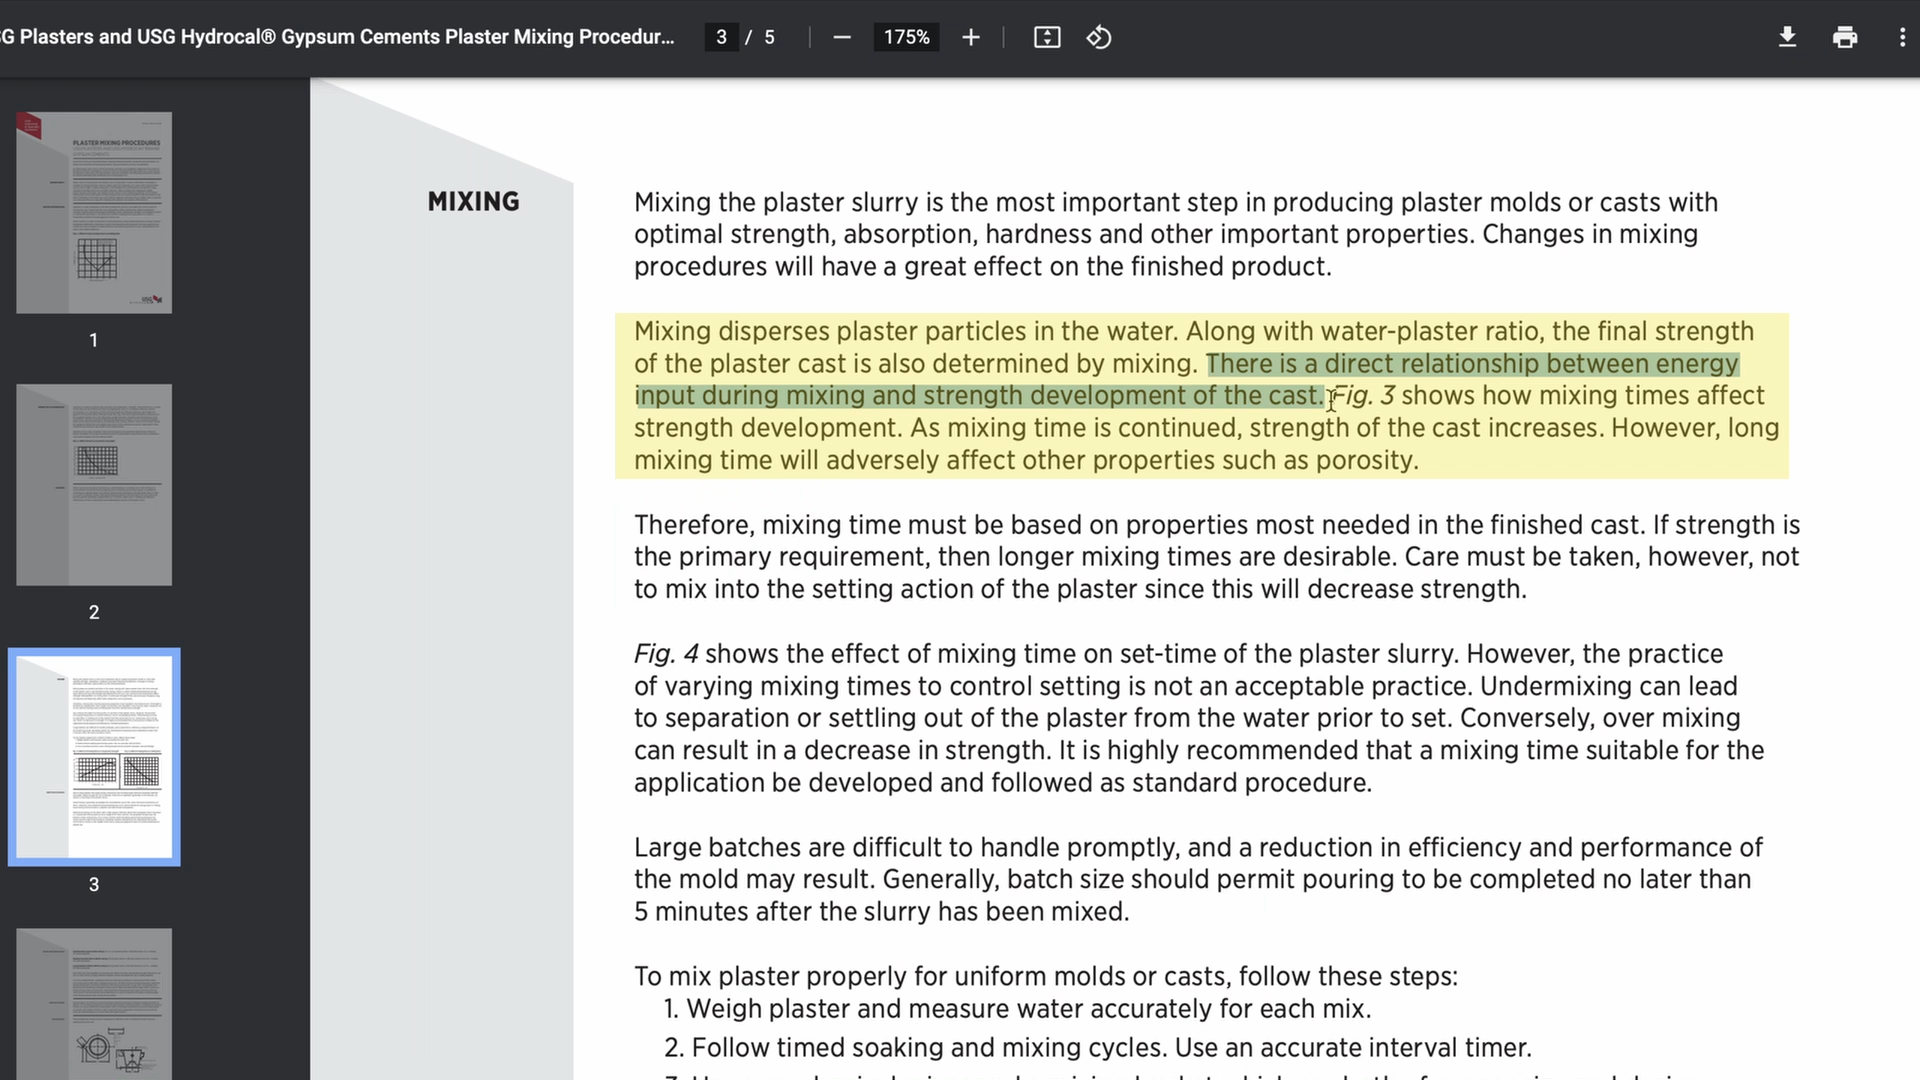 G Plasters and USG Hydrocal® Gypsum Cements Plaster Mixing Procedur...
3 / 5
175%
MIXING
Mixing the plaster slurry is the most important step in producing plaster molds or casts with
optimal strength, absorption, hardness and other important properties. Changes in mixing
procedures will have a great effect on the finished product.
Mixing disperses plaster particles in the water. Along with water-plaster ratio, the final strength
of the plaster cast is also determined by mixing. There is a direct relationship between energy
input during mixing and strength development of the cast. Fig. 3 shows how mixing times affect
strength development. As mixing time is continued, strength of the cast increases. However, long
mixing time will adversely affect other properties such as porosity.
Therefore, mixing time must be based on properties most needed in the finished cast. If strength is
the primary requirement, then longer mixing times are desirable. Care must be taken, however, not
to mix into the setting action of the plaster since this will decrease strength.
Fig. 4 shows the effect of mixing time on set-time of the plaster slurry. However, the practice
of varying mixing times to control setting is not an acceptable practice. Undermixing can lead
to separation or settling out of the plaster from the water prior to set. Conversely, over mixing
can result in a decrease in strength. It is highly recommended that a mixing time suitable for the
application be developed and followed as standard procedure.
Large batches are difficult to handle promptly, and a reduction in efficiency and performance of
the mold may result. Generally, batch size should permit pouring to be completed no later than
5 minutes after the slurry has been mixed.
To mix plaster properly for uniform molds or casts, follow these steps:
1. Weigh plaster and measure water accurately for each mix.
2. Follow timed soaking and mixing cycles. Use an accurate interval timer.
PLASTER MIXING PROCEDURES
1
2
3